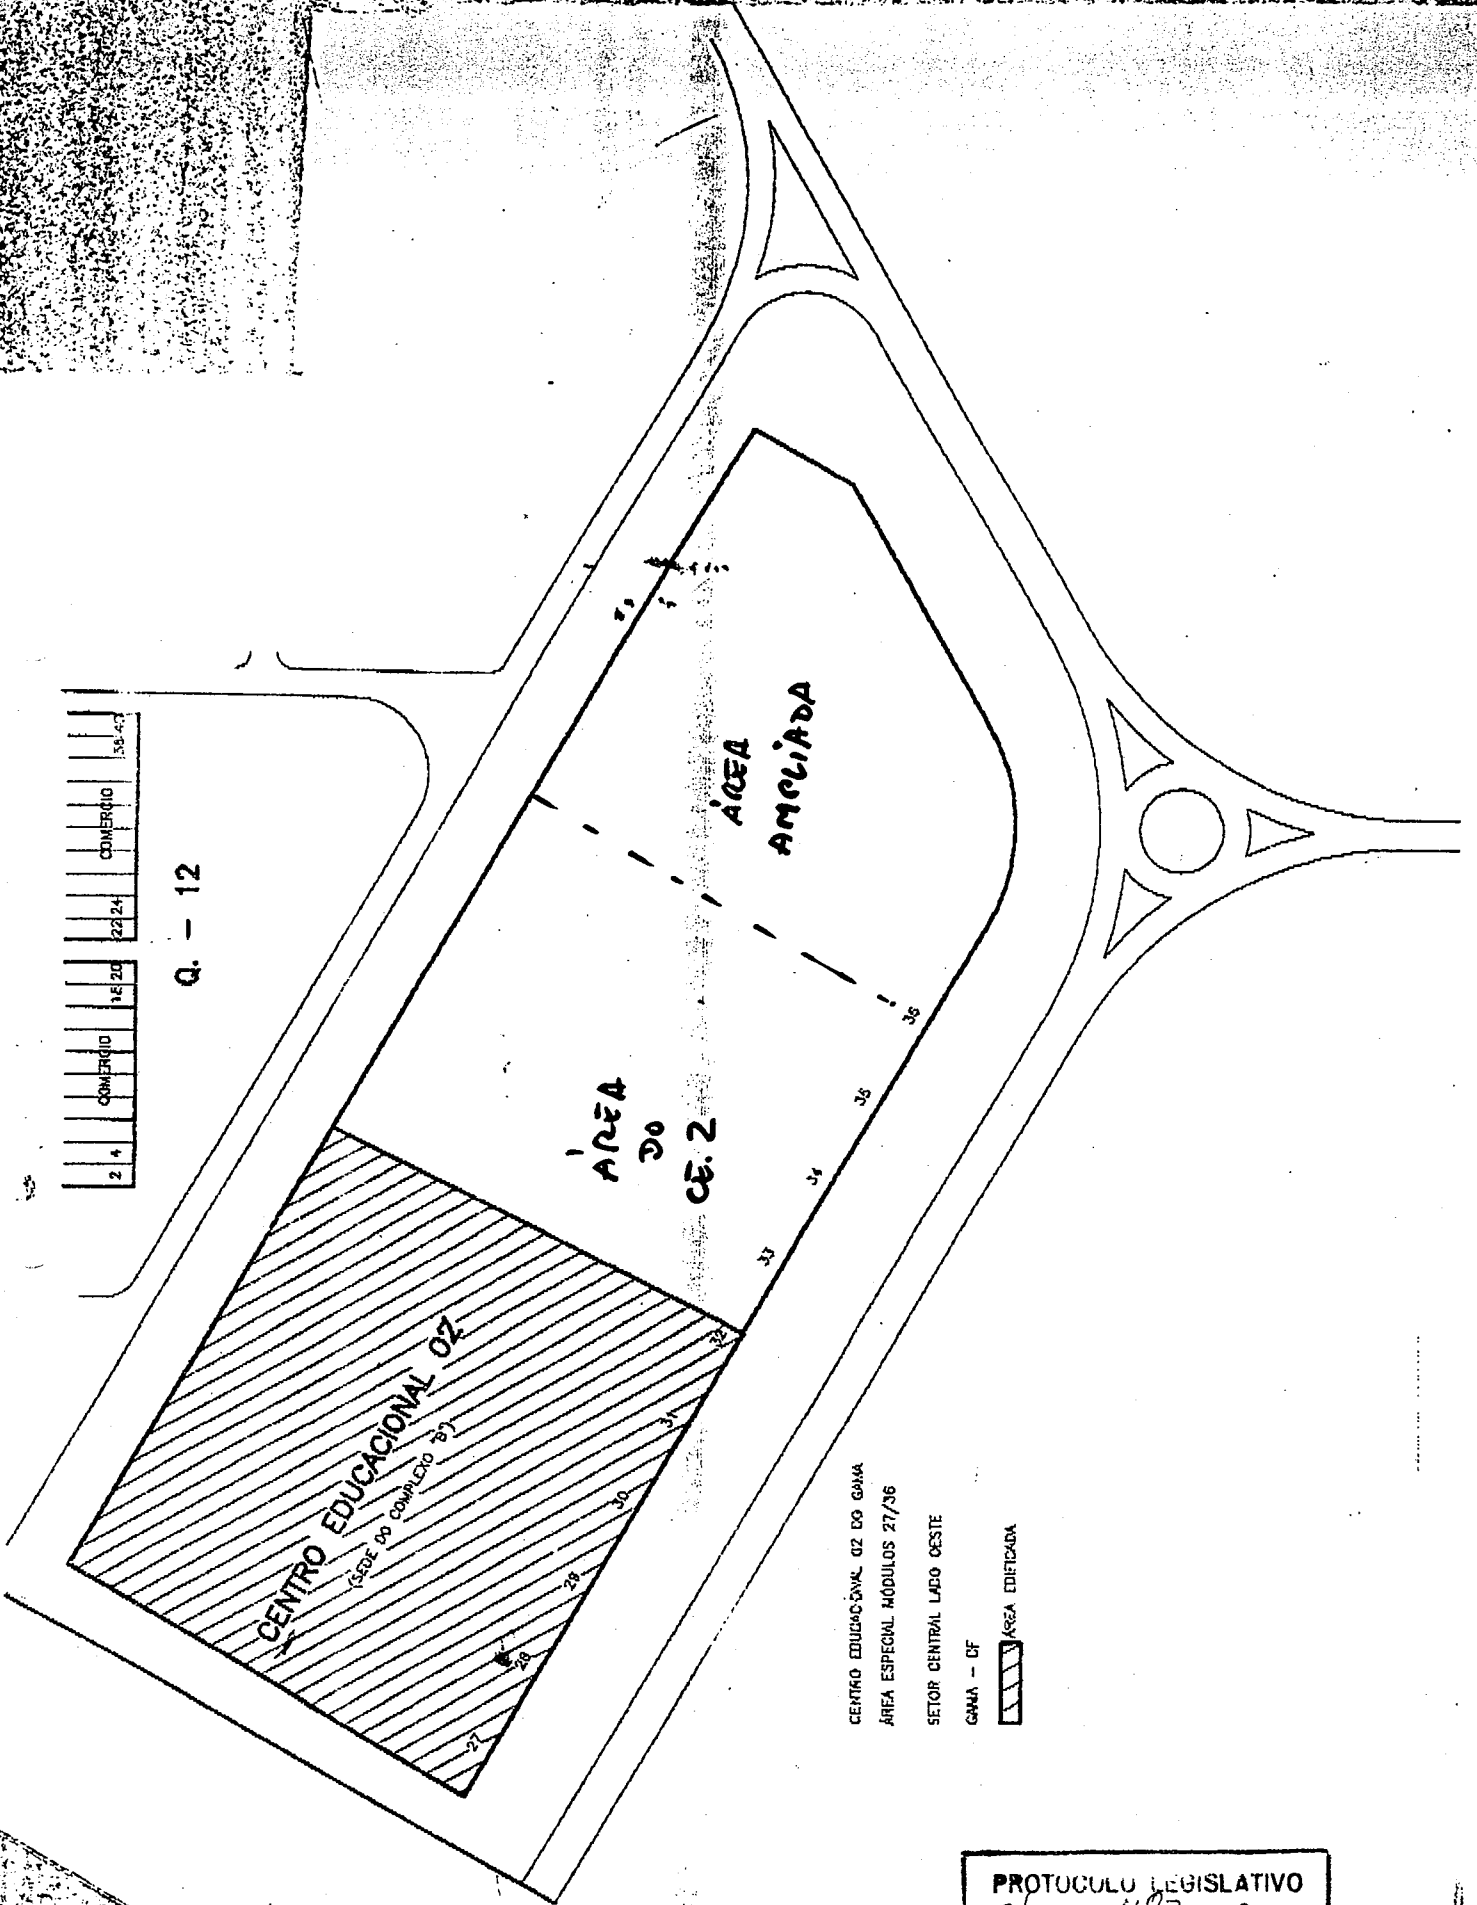 2 4 COMERCIO 18 20 22 24 COMERCIO 38 40
Q. - 12
ÁREA
DO
CE. 2
ÁREA
AMPLIADA
CENTRO EDUCACIONAL 02
(SEDE DO COMPLEXO "B")
27 28 29 30 31 32 33 34 35 36
CENTRO EDUCACIONAL 02 DO GAMA
ÁREA ESPECIAL MÓDULOS 27/36
SETOR CENTRAL LADO OESTE
GAMA - DF
ÁREA EDIFICADA
PROTOCOLO LEGISLATIVO